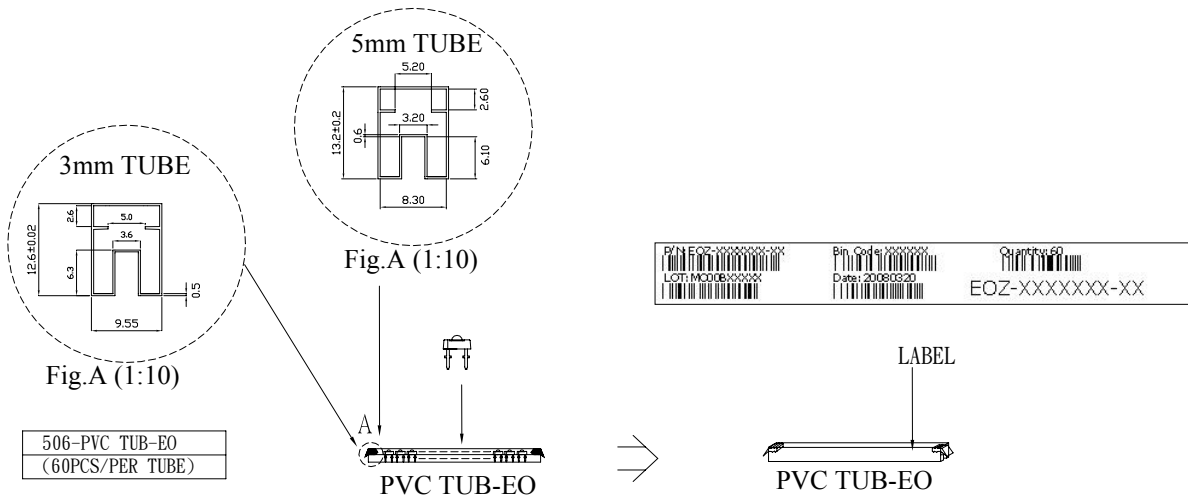 5mm TUBE
5.20
2.60
13.2±0.2
0.6
3.20
6.10
8.30
Fig.A (1:10)
3mm TUBE
2.6
5.0
12.6±0.02
3.6
6.3
0.5
9.55
Fig.A (1:10)
P/N: EOZ-XXWXXX-XX
Bin Code: XXXXXXX
Quantity: 60
LOT: MC00BXXXXX
Date: 20080320
EOZ-XXXXXXX-XX
LABEL
506-PVC TUB-EO
(60PCS/PER TUBE)
A
PVC TUB-EO
PVC TUB-EO